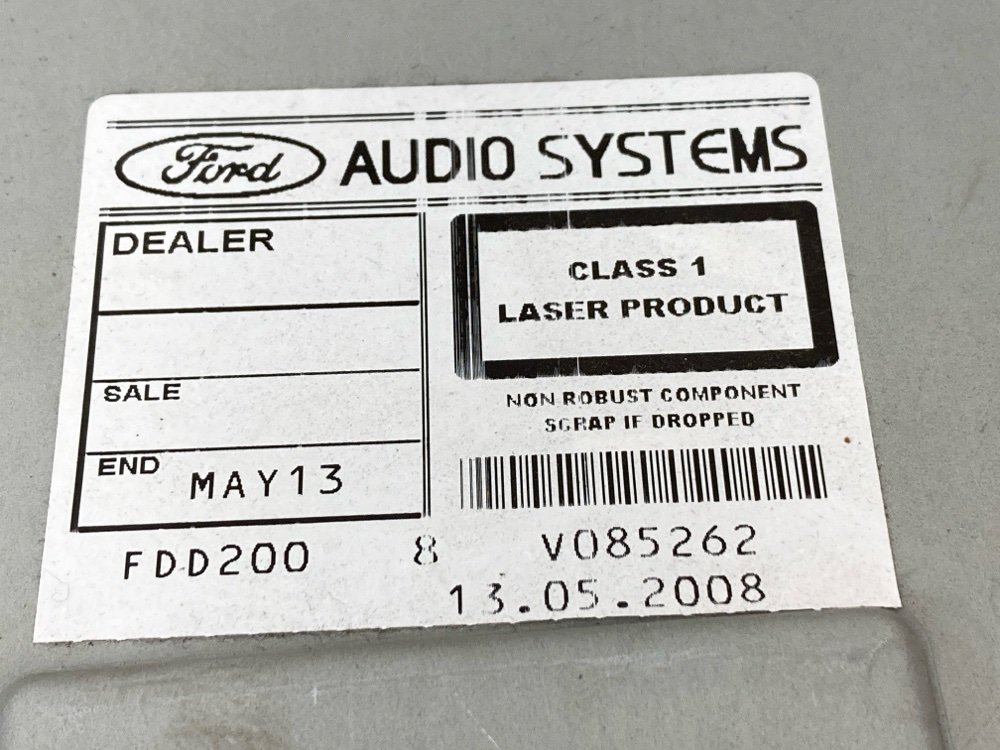 Ford AUDIO SYSTEMS
DEALER
SALE
END MAY13
CLASS 1
LASER PRODUCT
NON ROBUST COMPONENT
SCRAP IF DROPPED
FDD200 8 V085262
13.05.2008